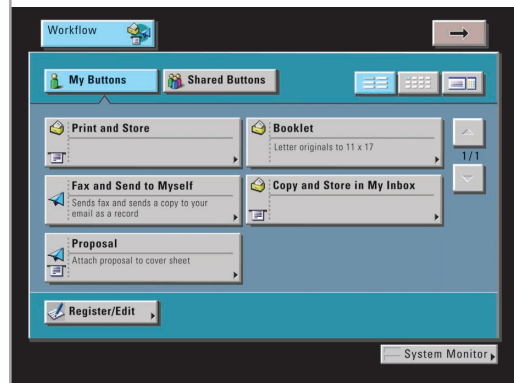 Workflow
My Buttons
Shared Buttons
Print and Store
Booklet
Letter originals to 11 x 17
1/1
Fax and Send to Myself
Sends fax and sends a copy to your
email as a record
Copy and Store in My Inbox
Proposal
Attach proposal to cover sheet
Register/Edit
System Monitor